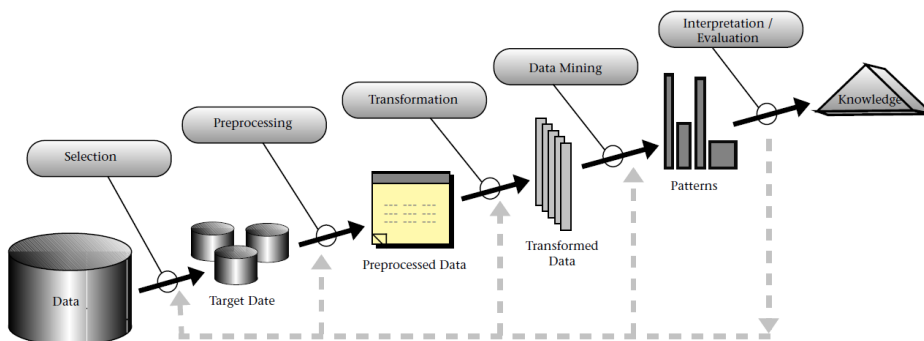 Interpretation /
Evaluation
Data Mining
Transformation
Preprocessing
Selection
Knowledge
Patterns
Transformed
Data
Preprocessed Data
Target Date
Data